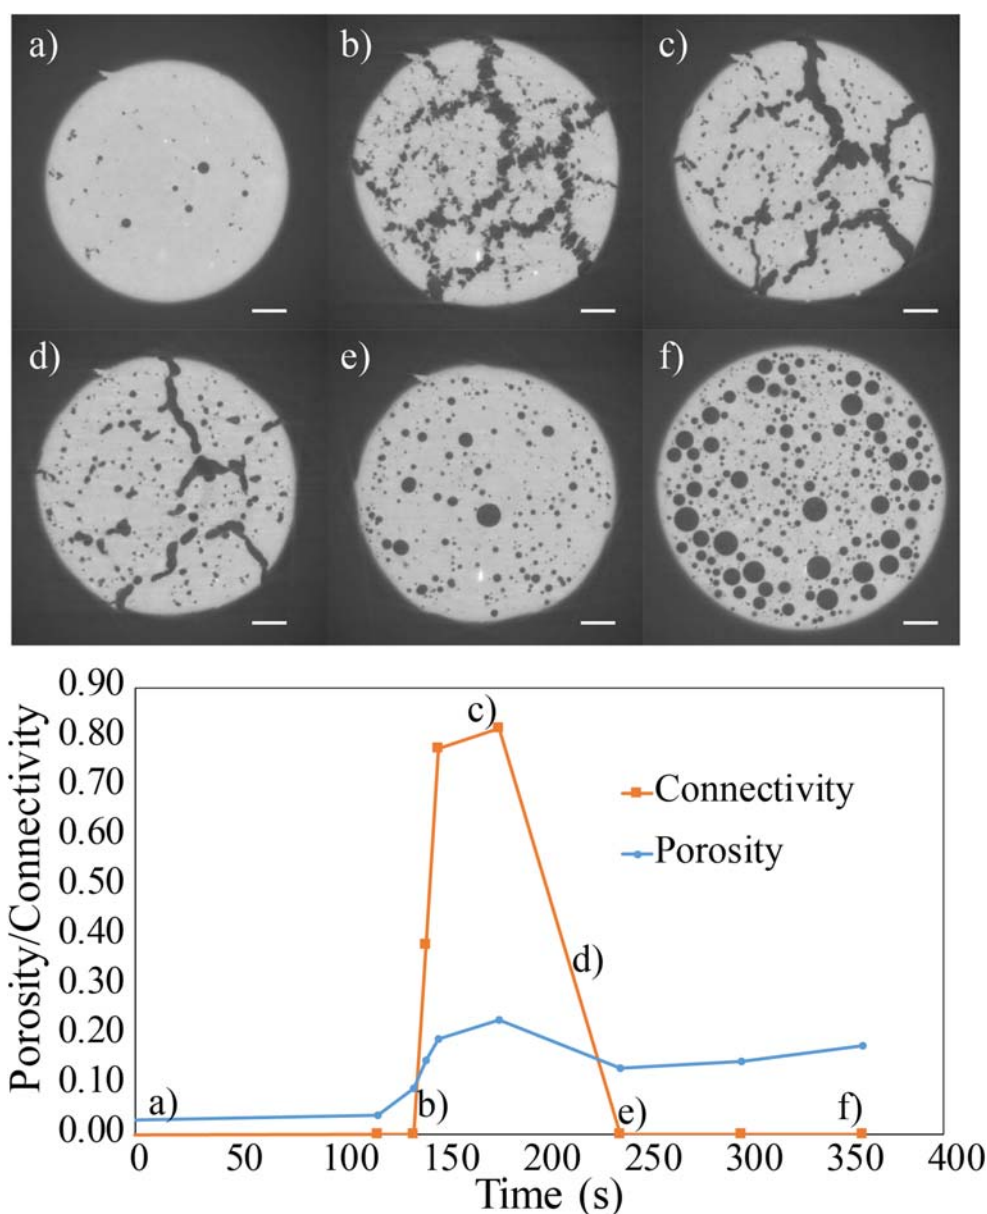 a) b) c)
d) e) f)
0.90
0.80
0.70
0.60
0.50
0.40
0.30
0.20
0.10
0.00
Porosity/Connectivity
c)
Connectivity
Porosity
d)
a) b) e) f)
0 50 100 150 200 250 300 350 400
Time (s)